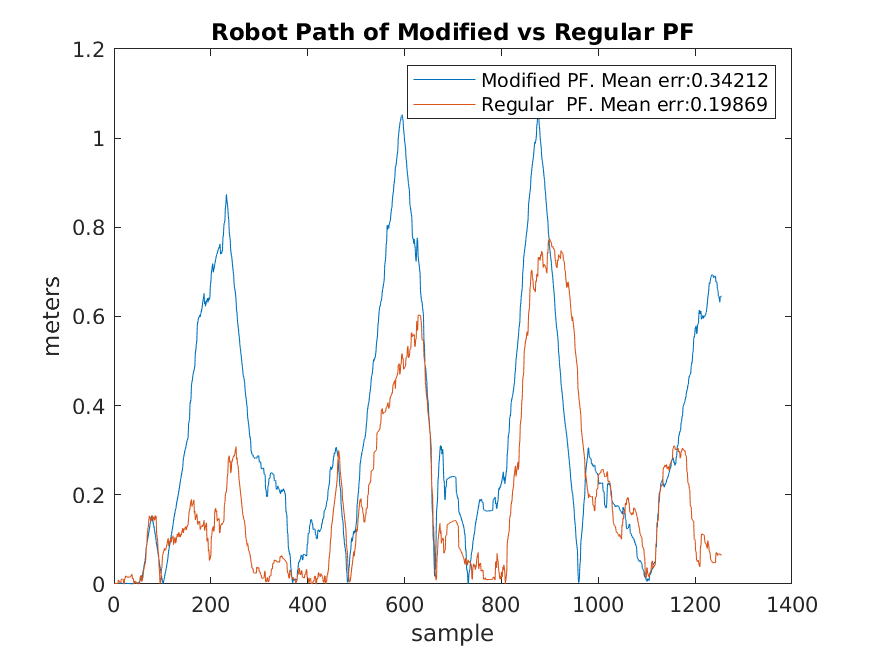 Robot Path of Modified vs Regular PF
Modified PF. Mean err:0.34212
Regular  PF. Mean err:0.19869
1.2
1
0.8
0.6
0.4
0.2
0
meters
0 200 400 600 800 1000 1200 1400
sample